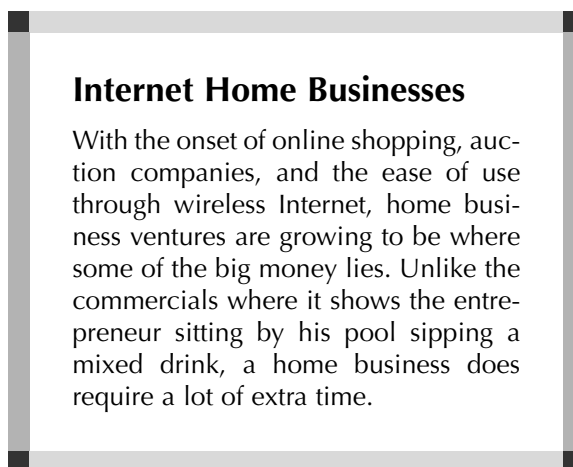 Internet Home Businesses
With the onset of online shopping, auc-
tion companies, and the ease of use
through wireless Internet, home busi-
ness ventures are growing to be where
some of the big money lies. Unlike the
commercials where it shows the entre-
preneur sitting by his pool sipping a
mixed drink, a home business does
require a lot of extra time.